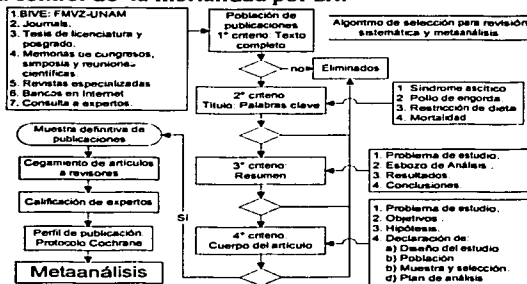 control de la mortalidad por
1.BIVE: FMVZ-UNAM
2. Journals.
3. Tesis de licenciatura y
posgrado.
4. Memorias de congresos,
simposia y reuniones
científicas.
5. Revistas especializadas
6. Bancos en Internet
7. Consulta a expertos.
Población de
publicaciones
1° criterio: Texto
completo
Algoritmo de selección para revisión
sistemática y metaanálisis
no
Eliminados
2° criterio
Título: Palabras clave
1 Síndrome ascítico
2 Pollo de engorda
3. Restricción de dieta
4. Mortalidad
Muestra definitiva de
publicaciones
Cegamiento de artículos
a revisores
Calificación de
expertos
Perfil de publicación.
Protocolo Cochrane
Metaanálisis
3° criterio:
Resumen
1. Problema de estudio.
2. Esbozo de Análisis.
3. Resultados.
4. Conclusiones.
SI
4° criterio:
Cuerpo del artículo
1. Problema de estudio.
2. Objetivos.
3. Hipótesis.
4. Declaración de:
a) Diseño del estudio
b) Población
b) Muestra y selección.
d) Plan de análisis